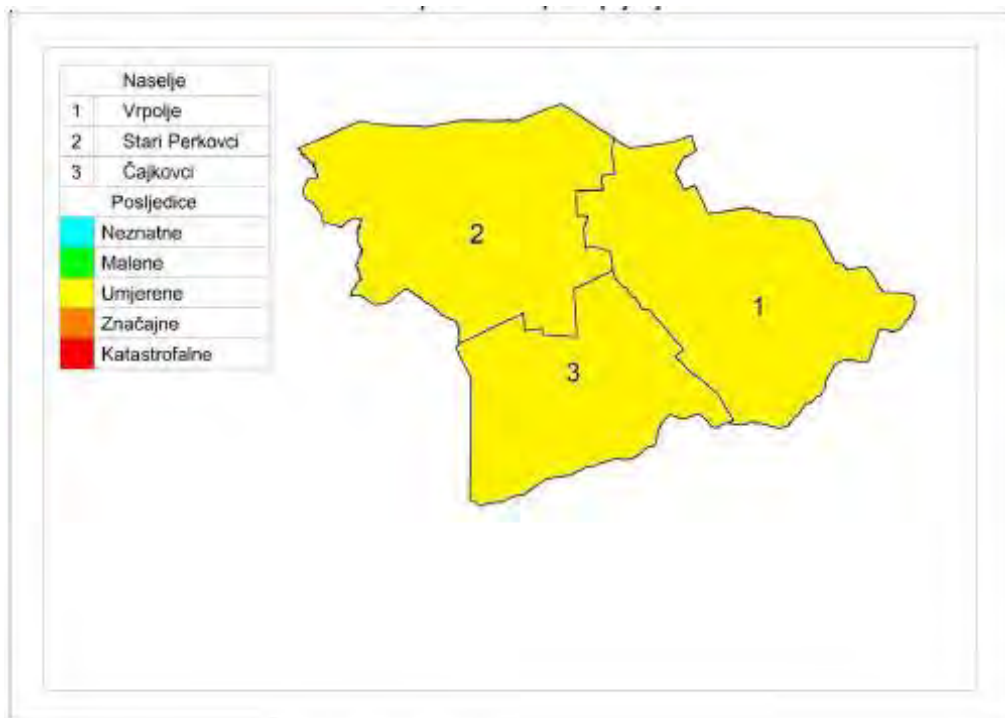 Naselje
1 Vrpolje
2 Stari Perkovci
3 Čajkovci
Posljedice
Neznatne
Malene
Umjerene
Značajne
Katastrofalne
2
1
3